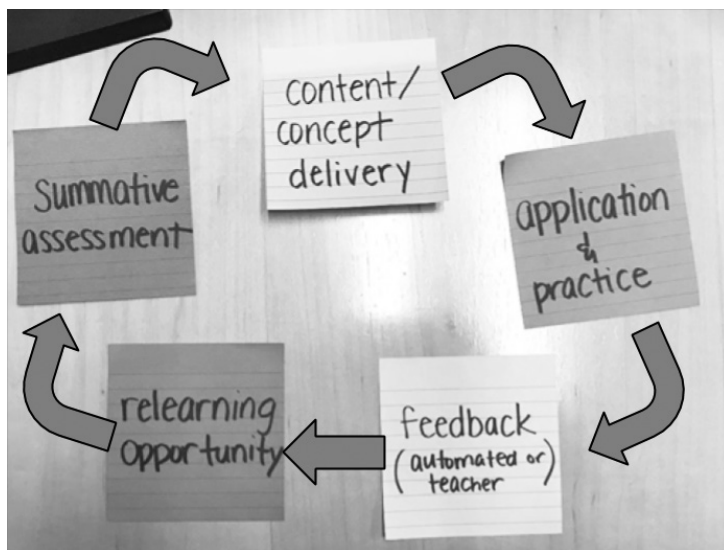 content/
concept
delivery
application
&
practice
feedback
(automated or
teacher)
relearning
opportunity
Summative
assessment